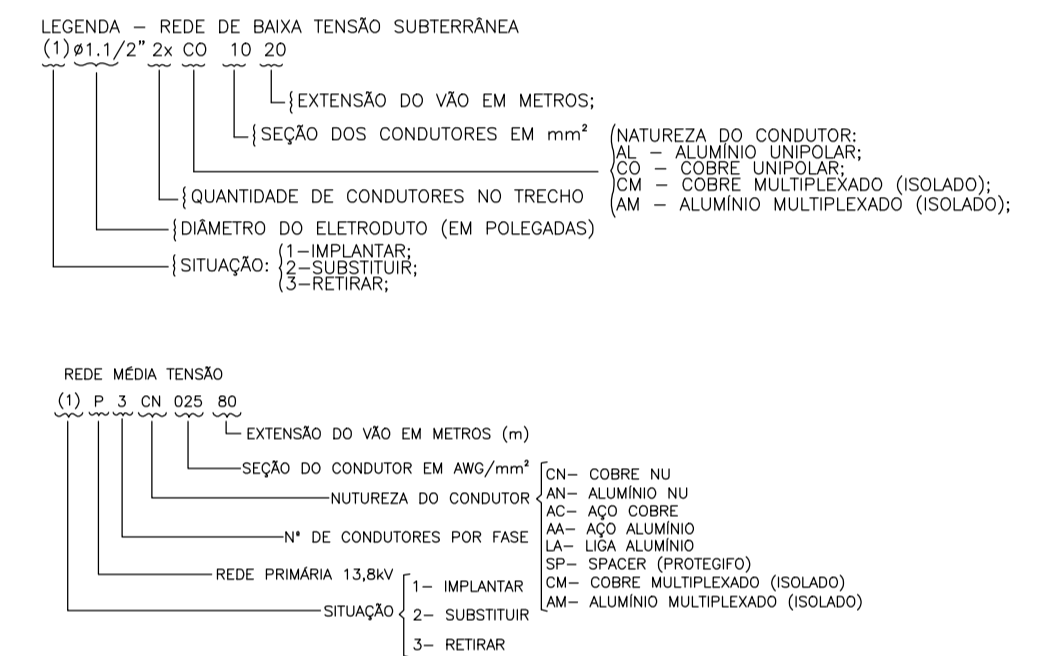 LEGENDA – REDE DE BAIXA TENSÃO SUBTERRÂNEA
(1)ø1.1/2" 2x CO 10 20
EXTENSÃO DO VÃO EM METROS;
SEÇÃO DOS CONDUTORES EM mm²
NATUREZA DO CONDUTOR:
AL – ALUMÍNIO UNIPOLAR;
CO – COBRE UNIPOLAR;
CM – COBRE MULTIPLEXADO (ISOLADO);
AM – ALUMÍNIO MULTIPLEXADO (ISOLADO);
QUANTIDADE DE CONDUTORES NO TRECHO
DIÂMETRO DO ELETRODUTO (EM POLEGADAS)
SITUAÇÃO:
1–IMPLANTAR;
2–SUBSTITUIR;
3–RETIRAR;
REDE MÉDIA TENSÃO
(1) P 3 CN 025 80
EXTENSÃO DO VÃO EM METROS (m)
SEÇÃO DO CONDUTOR EM AWG/mm²
NUTUREZA DO CONDUTOR
CN– COBRE NU
AN– ALUMÍNIO NU
AC– AÇO COBRE
AA– AÇO ALUMÍNIO
LA– LIGA ALUMÍNIO
SP– SPACER (PROTEGIFO)
CM– COBRE MULTIPLEXADO (ISOLADO)
AM– ALUMÍNIO MULTIPLEXADO (ISOLADO)
N° DE CONDUTORES POR FASE
REDE PRIMÁRIA 13,8kV
SITUAÇÃO
1– IMPLANTAR
2– SUBSTITUIR
3– RETIRAR